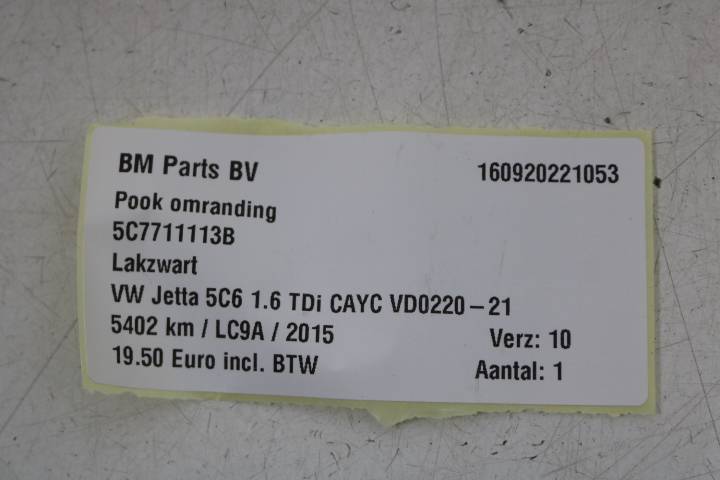 BM Parts BV 160920221053
Pook omranding
5C7711113B
Lakzwart
VW Jetta 5C6 1.6 TDi CAYC VD0220-21
5402 km / LC9A / 2015 Verz: 10
19.50 Euro incl. BTW Aantal: 1